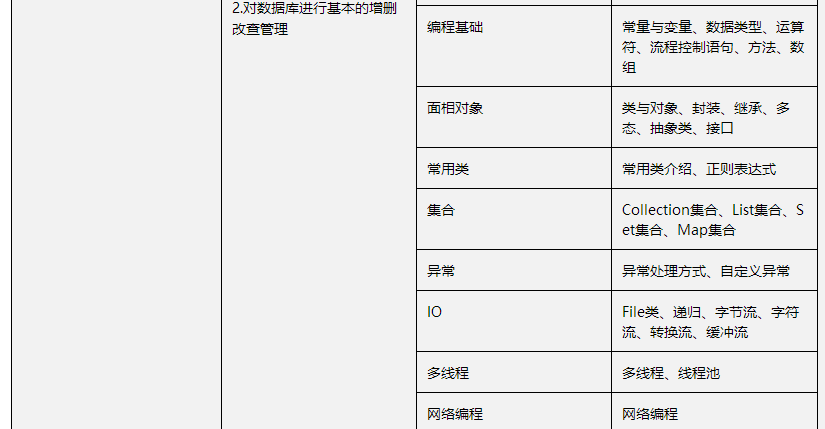 2.对数据库进行基本的增删
改查管理
编程基础
常量与变量、数据类型、运算
符、流程控制语句、方法、数
组
面相对象
类与对象、封装、继承、多
态、抽象类、接口
常用类
常用类介绍、正则表达式
集合
Collection集合、List集合、S
et集合、Map集合
异常
异常处理方式、自定义异常
IO
File类、递归、字节流、字符
流、转换流、缓冲流
多线程
多线程、线程池
网络编程
网络编程